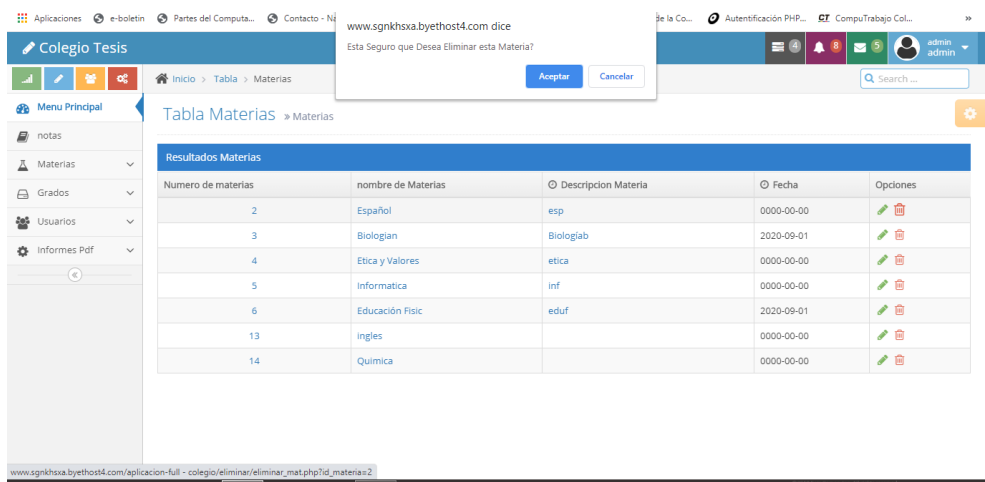 Aplicaciones e-boletin Partes del Computa... Contacto - Na de la Co... Autentificación PHP... CT CompuTrabajo Col... »
www.sgnkhsxa.byethost4.com dice
Esta Seguro que Desea Eliminar esta Materia?
Aceptar Cancelar
Colegio Tesis 4 8 5 admin admin
Inicio > Tabla > Materias Search ...
Menu Principal
notas
Materias
Grados
Usuarios
Informes Pdf
Tabla Materias » Materias
Resultados Materias
Numero de materias nombre de Materias Descripcion Materia Fecha Opciones
2 Español esp 0000-00-00
3 Biologian Biologíab 2020-09-01
4 Etica y Valores etica 0000-00-00
5 Informatica inf 0000-00-00
6 Educación Fisic eduf 2020-09-01
13 ingles 0000-00-00
14 Quimica 0000-00-00
www.sgnkhsxa.byethost4.com/aplicacion-full - colegio/eliminar/eliminar_mat.php?id_materia=2